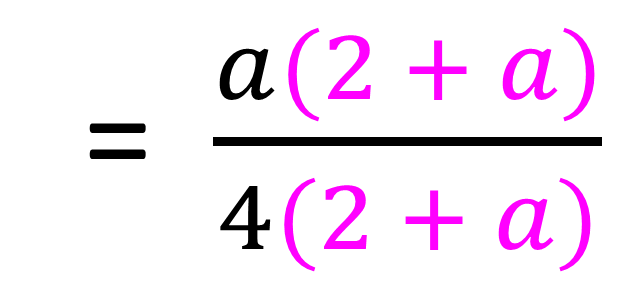 = a(2 + a)
4(2 + a)